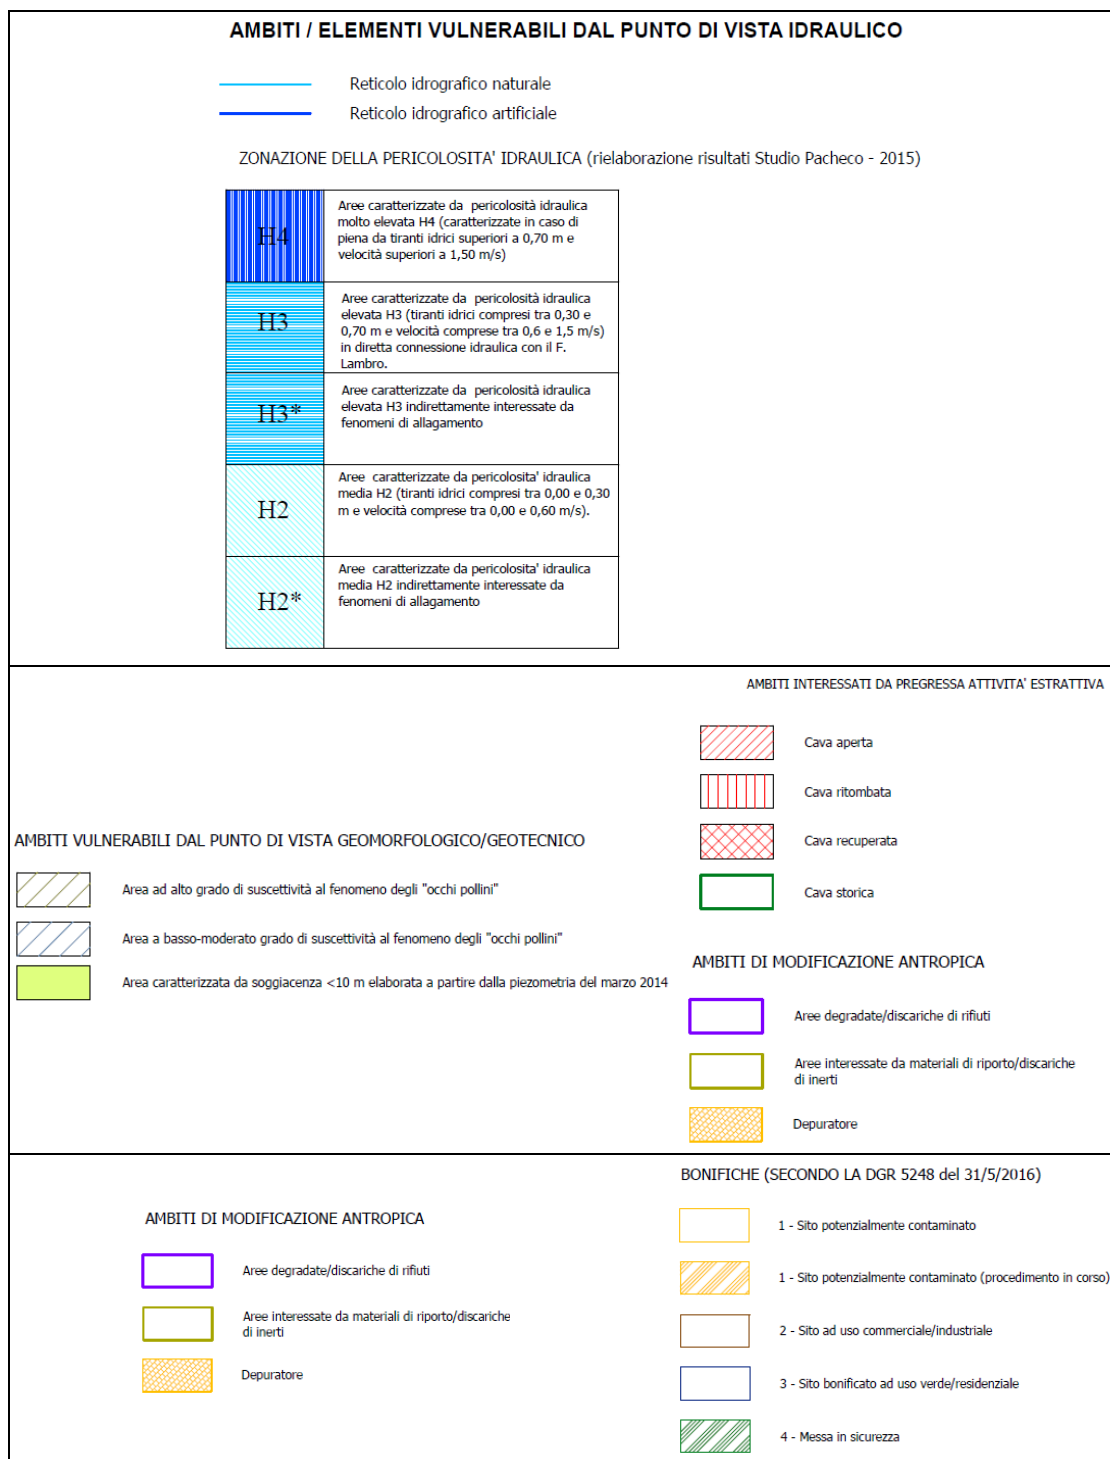 AMBITI / ELEMENTI VULNERABILI DAL PUNTO DI VISTA IDRAULICO
Reticolo idrografico naturale
Reticolo idrografico artificiale
ZONAZIONE DELLA PERICOLOSITA' IDRAULICA (rielaborazione risultati Studio Pacheco - 2015)
H4
Aree caratterizzate da pericolosità idraulica
molto elevata H4 (caratterizzate in caso di
piena da tiranti idrici superiori a 0,70 m e
velocità superiori a 1,50 m/s)
H3
Aree caratterizzate da pericolosità idraulica
elevata H3 (tiranti idrici compresi tra 0,30 e
0,70 m e velocità comprese tra 0,6 e 1,5 m/s)
in diretta connessione idraulica con il F.
Lambro.
H3*
Aree caratterizzate da pericolosità idraulica
elevata H3 indirettamente interessate da
fenomeni di allagamento
H2
Aree caratterizzate da pericolosita' idraulica
media H2 (tiranti idrici compresi tra 0,00 e 0,30
m e velocità comprese tra 0,00 e 0,60 m/s).
H2*
Aree caratterizzate da pericolosita' idraulica
media H2 indirettamente interessate da
fenomeni di allagamento
AMBITI VULNERABILI DAL PUNTO DI VISTA GEOMORFOLOGICO/GEOTECNICO
Area ad alto grado di suscettività al fenomeno degli "occhi pollini"
Area a basso-moderato grado di suscettività al fenomeno degli "occhi pollini"
Area caratterizzata da soggiacenza <10 m elaborata a partire dalla piezometria del marzo 2014
AMBITI INTERESSATI DA PREGRESSA ATTIVITA' ESTRATTIVA
Cava aperta
Cava ritombata
Cava recuperata
Cava storica
AMBITI DI MODIFICAZIONE ANTROPICA
Aree degradate/discariche di rifiuti
Aree interessate da materiali di riporto/discariche
di inerti
Depuratore
AMBITI DI MODIFICAZIONE ANTROPICA
Aree degradate/discariche di rifiuti
Aree interessate da materiali di riporto/discariche
di inerti
Depuratore
BONIFICHE (SECONDO LA DGR 5248 del 31/5/2016)
1 - Sito potenzialmente contaminato
1 - Sito potenzialmente contaminato (procedimento in corso)
2 - Sito ad uso commerciale/industriale
3 - Sito bonificato ad uso verde/residenziale
4 - Messa in sicurezza